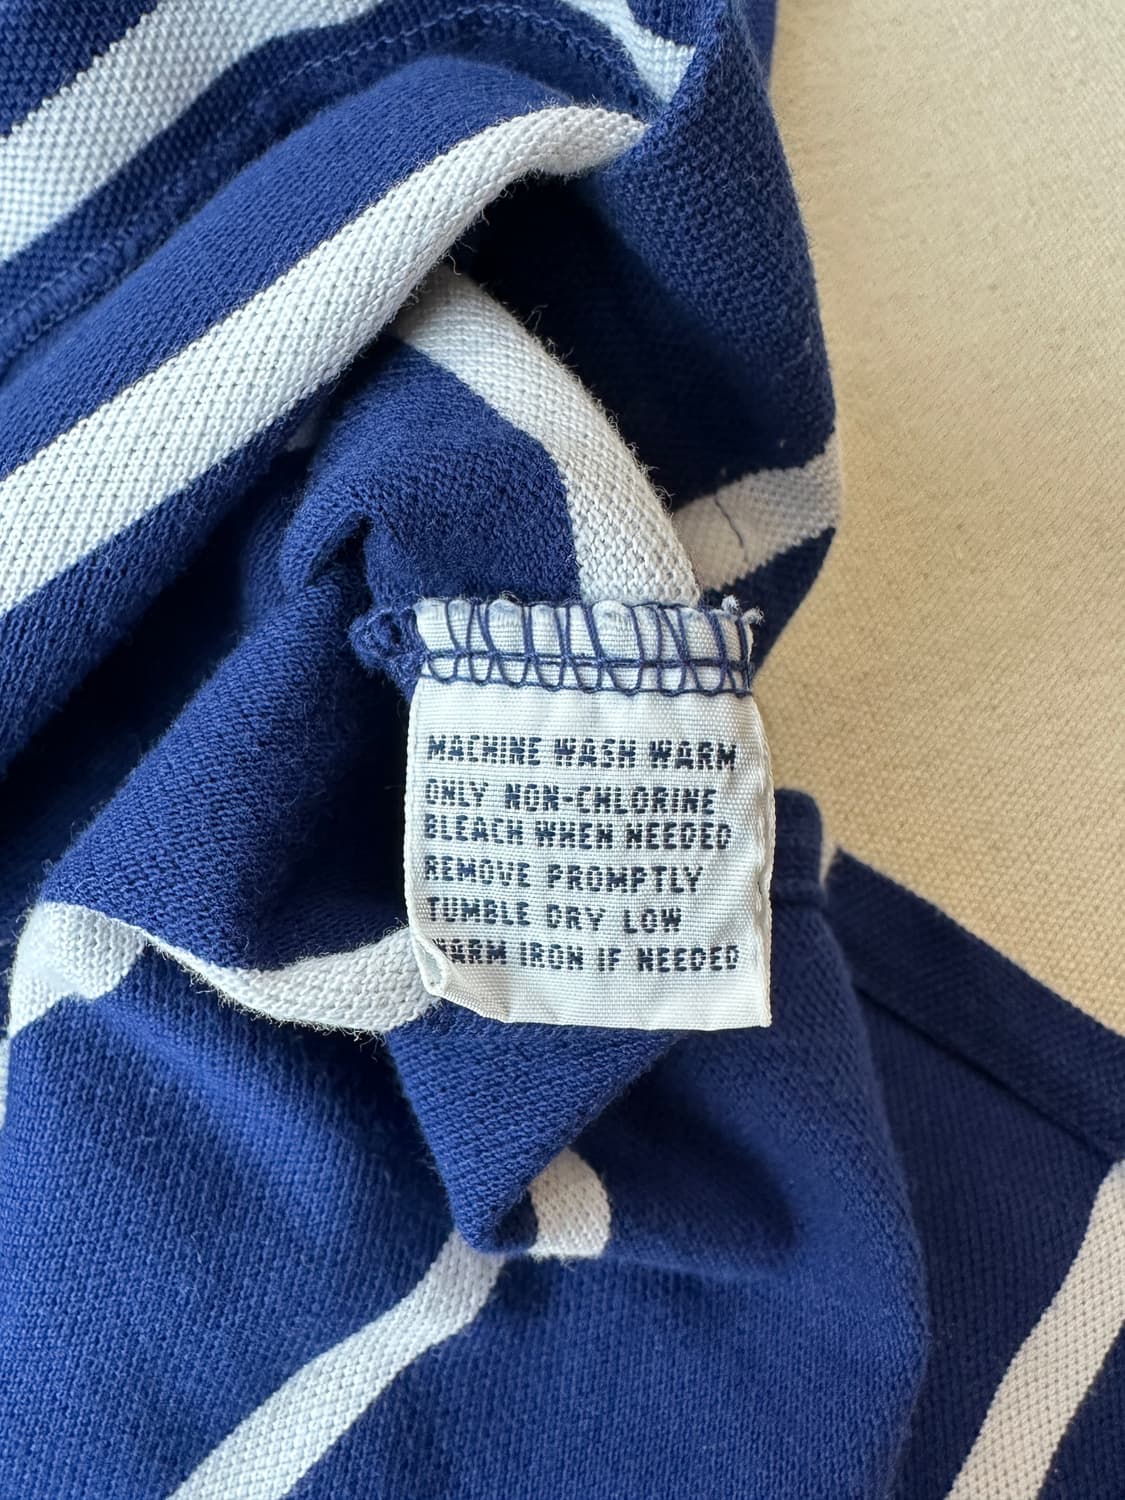 MACHINE WASH WARM
ONLY NON-CHLORINE
BLEACH WHEN NEEDED
REMOVE PROMPTLY
TUMBLE DRY LOW
WARM IRON IF NEEDED